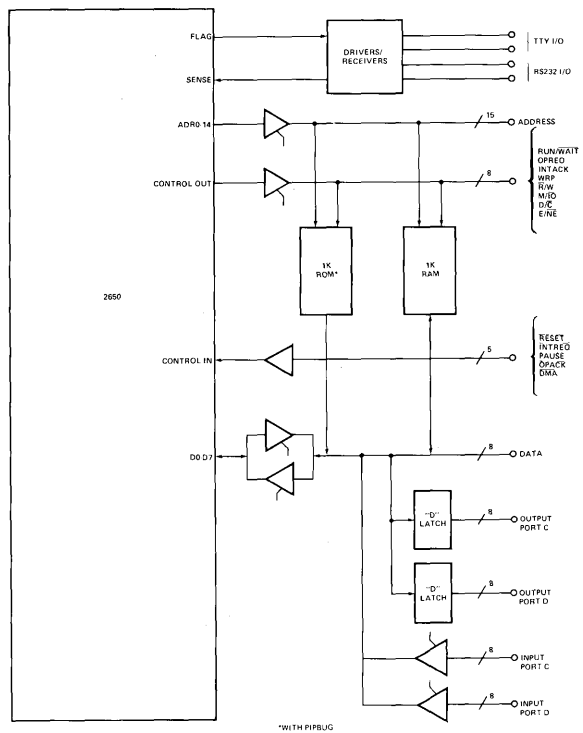 FLAG
DRIVERS/
RECEIVERS
TTY I/O
RS232 I/O
SENSE
ADR0 14
15
ADDRESS
CONTROL OUT
8
RUN/WAIT
OPREQ
INTACK
WRP
R/W
M/IO
D/C
E/NE
1K
ROM*
1K
RAM
2650
CONTROL IN
5
RESET
INTREQ
PAUSE
OPACK
DMA
D0 D7
8
DATA
"D"
LATCH
8
OUTPUT
PORT C
"D"
LATCH
8
OUTPUT
PORT D
8
INPUT
PORT C
8
INPUT
PORT D
*WITH PIPBUG